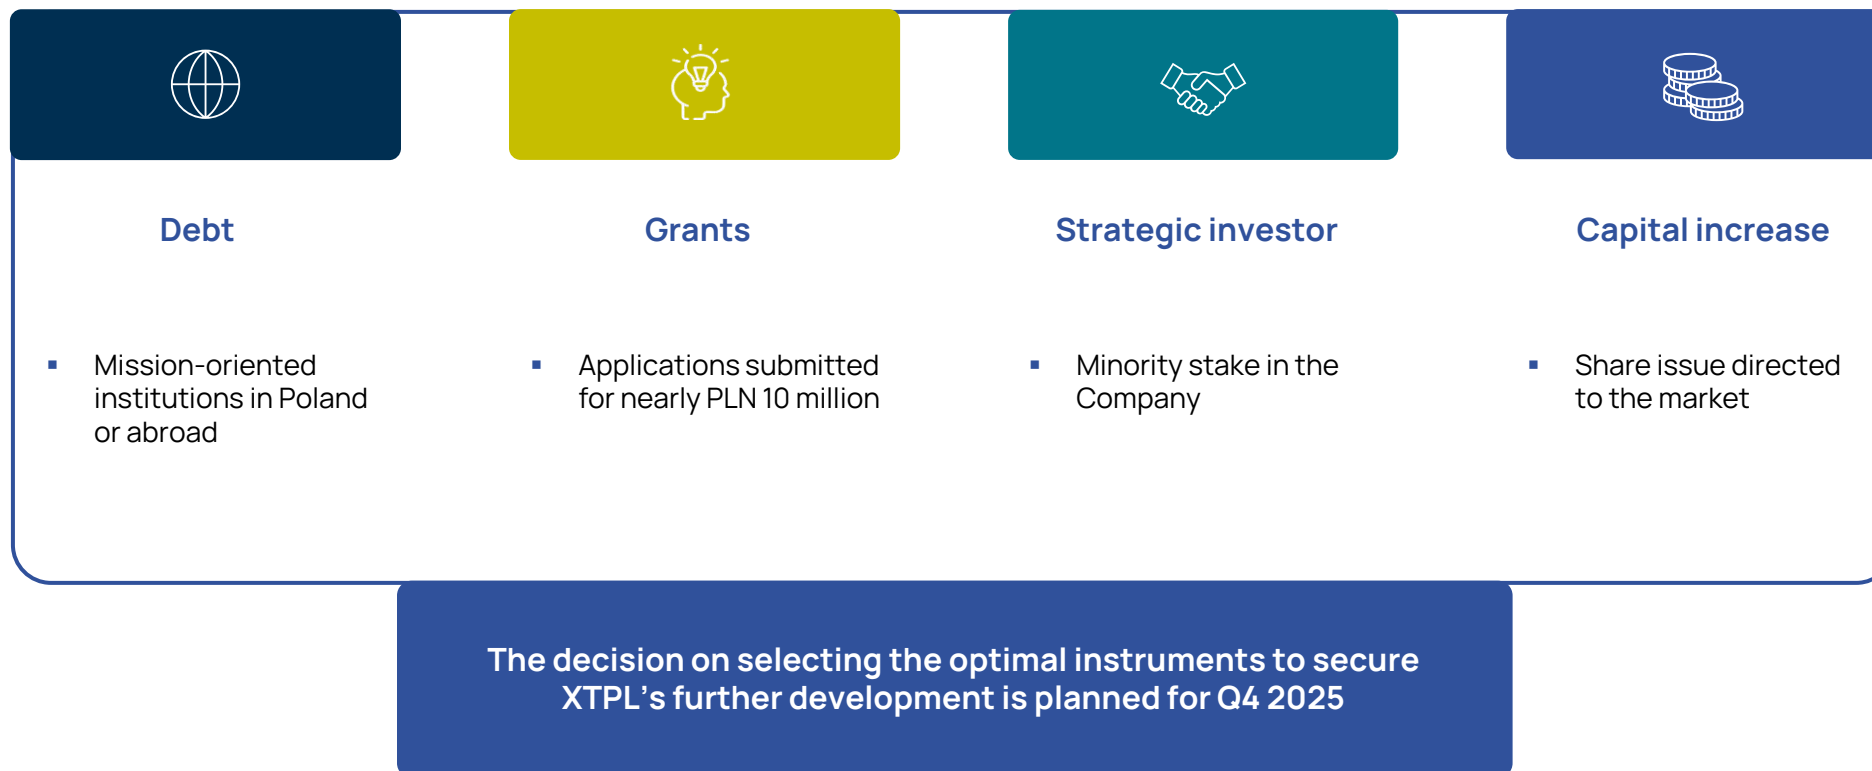 Debt
Mission-oriented
institutions in Poland
or abroad
Grants
Applications submitted
for nearly PLN 10 million
Strategic investor
Minority stake in the
Company
Capital increase
Share issue directed
to the market
The decision on selecting the optimal instruments to secure
XTPL's further development is planned for Q4 2025